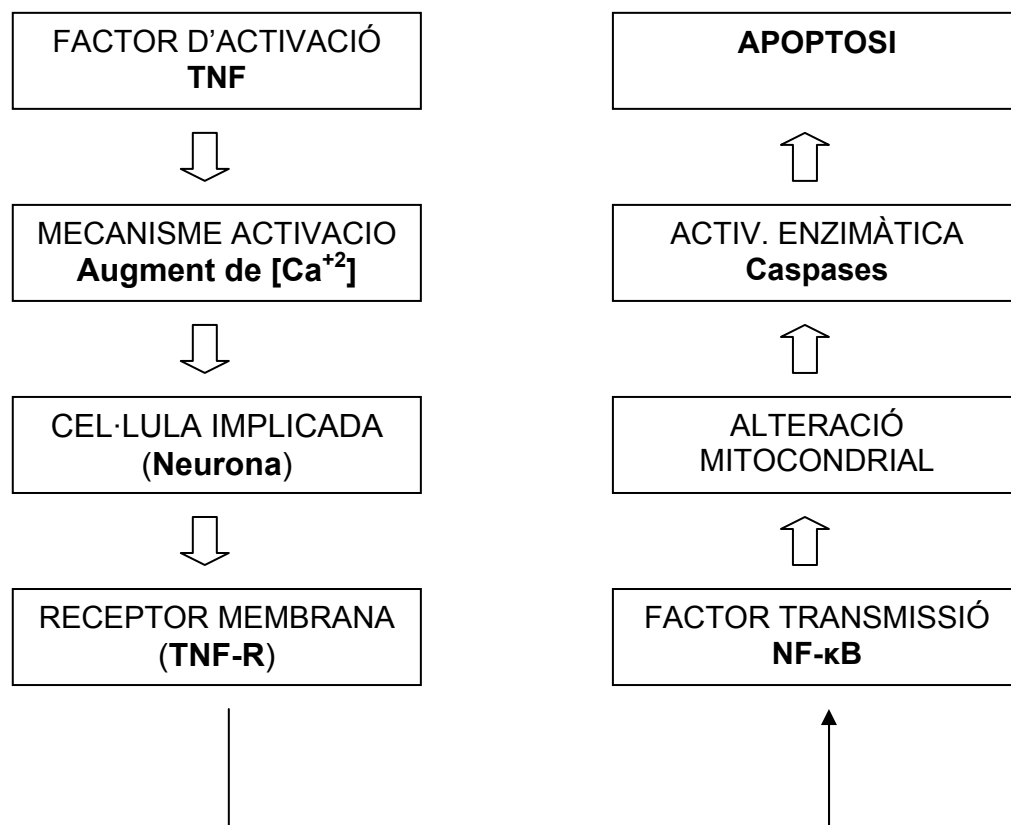 FACTOR D’ACTIVACIÓ
TNF
MECANISME ACTIVACIO
Augment de [Ca+2]
CEL·LULA IMPLICADA
(Neurona)
RECEPTOR MEMBRANA
(TNF-R)
APOPTOSI
ACTIV. ENZIMÀTICA
Caspases
ALTERACIÓ
MITOCONDRIAL
FACTOR TRANSMISSIÓ
NF-κB